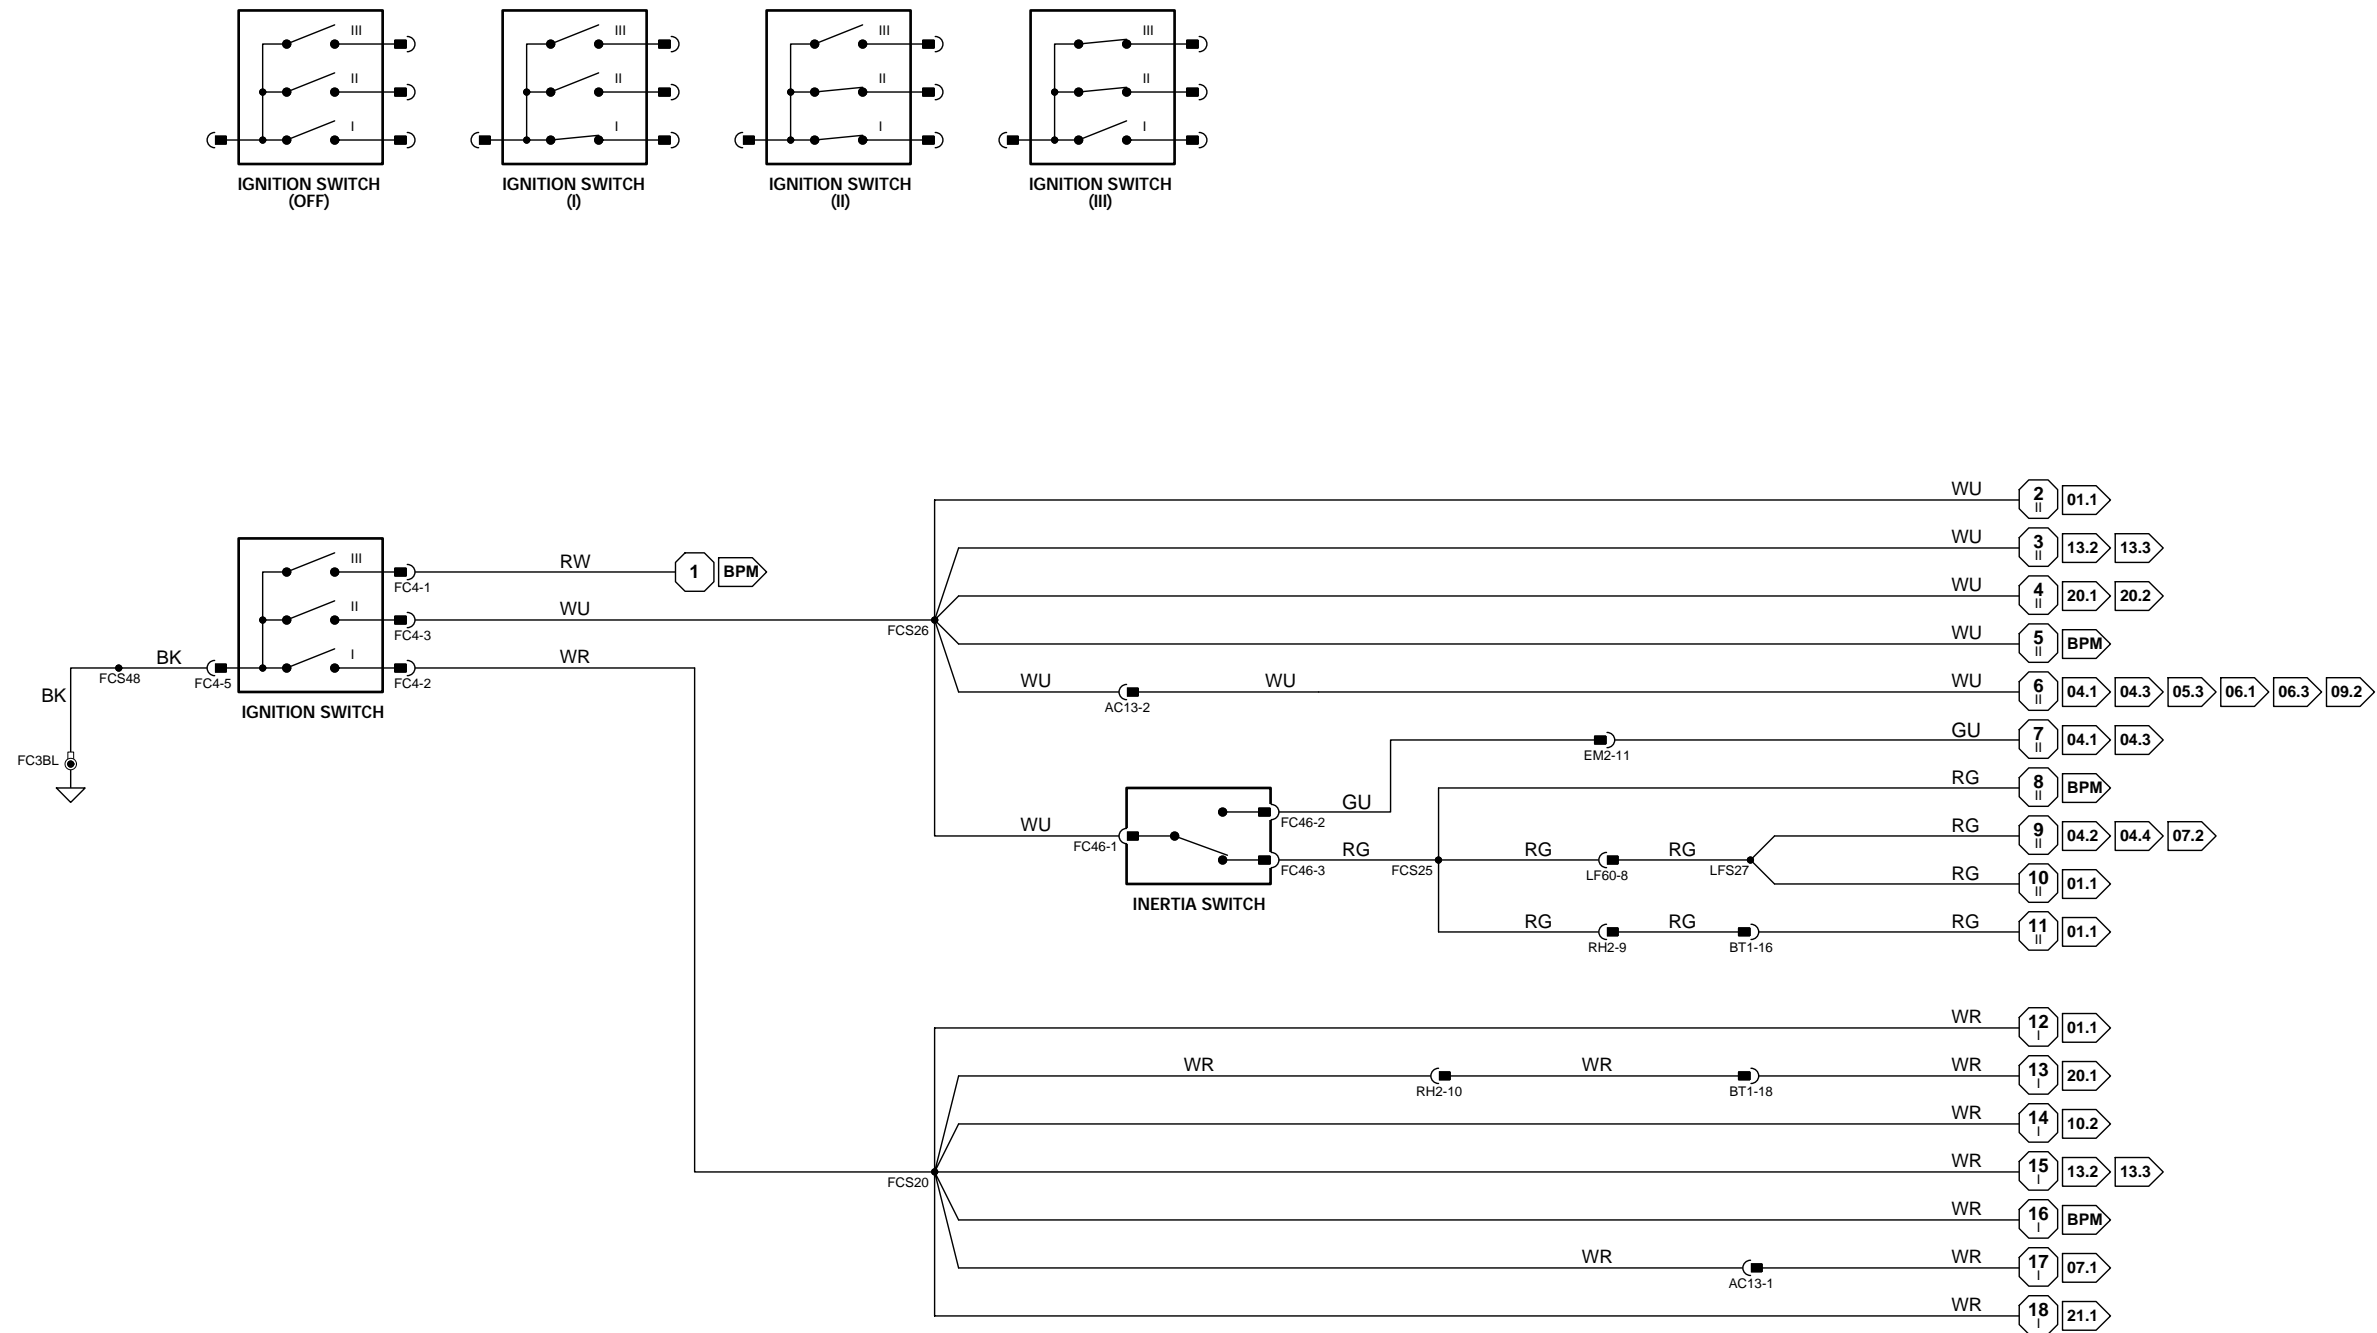 III
III
III
III
II
II
II
II
I
I
I
I
IGNITION SWITCH
(OFF)
IGNITION SWITCH
(I)
IGNITION SWITCH
(II)
IGNITION SWITCH
(III)
WU
2
II
01.1
WU
3
II
13.2
13.3
III
FC4-1
RW
1
BPM
WU
4
II
20.1
20.2
II
FC4-3
WU
FCS26
WU
5
II
BPM
BK
FCS48
FC4-5
I
FC4-2
WR
BK
FC3BL
IGNITION SWITCH
WU
AC13-2
WU
WU
6
II
04.1
04.3
05.3
06.1
06.3
09.2
EM2-11
GU
7
II
04.1
04.3
RG
8
II
BPM
WU
FC46-1
FC46-2
GU
FC46-3
RG
FCS25
INERTIA SWITCH
RG
LF60-8
RG
LFS27
RG
9
II
04.2
04.4
07.2
RG
10
II
01.1
RG
RH2-9
RG
BT1-16
RG
11
II
01.1
WR
12
I
01.1
WR
RH2-10
WR
BT1-18
WR
13
I
20.1
WR
14
I
10.2
FCS20
WR
15
I
13.2
13.3
WR
16
I
BPM
WR
AC13-1
WR
17
I
07.1
WR
18
I
21.1